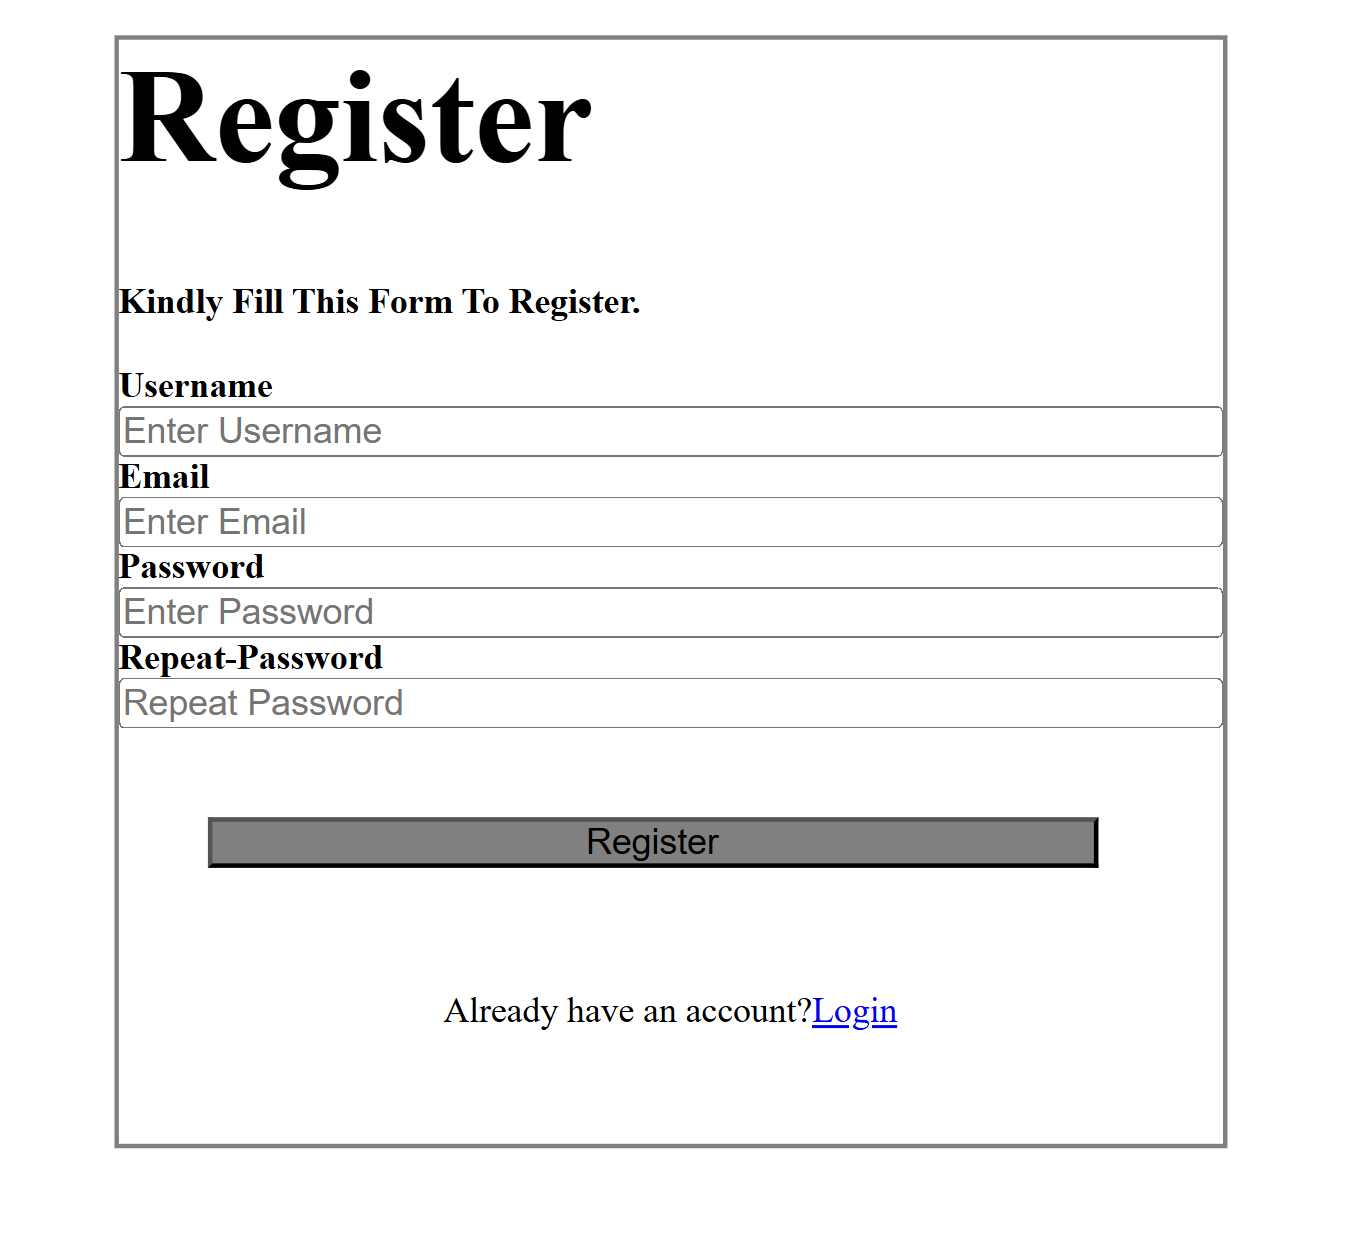 Register
Kindly Fill This Form To Register.
Username
Enter Username
Email
Enter Email
Password
Enter Password
Repeat-Password
Repeat Password
Register
Already have an account?Login